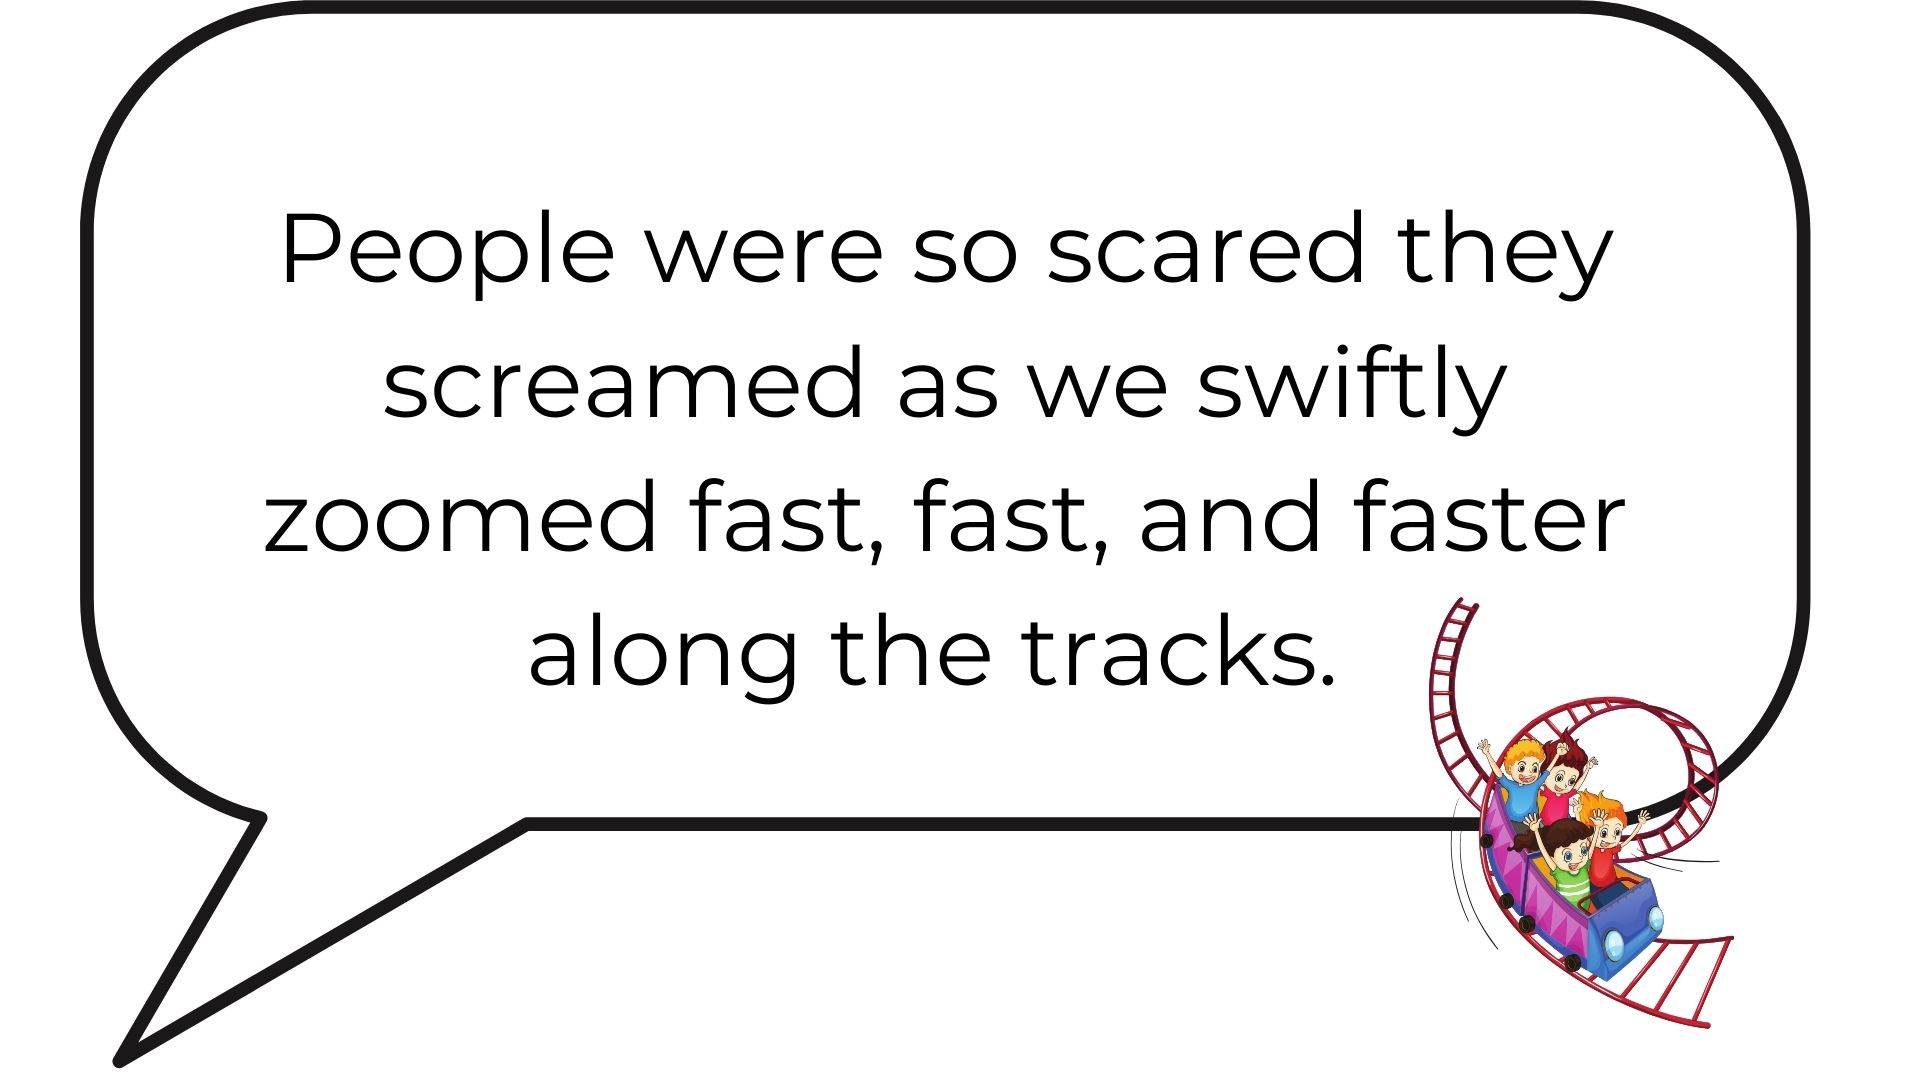 People were so scared they
screamed as we swiftly
zoomed fast, fast, and faster
along the tracks.